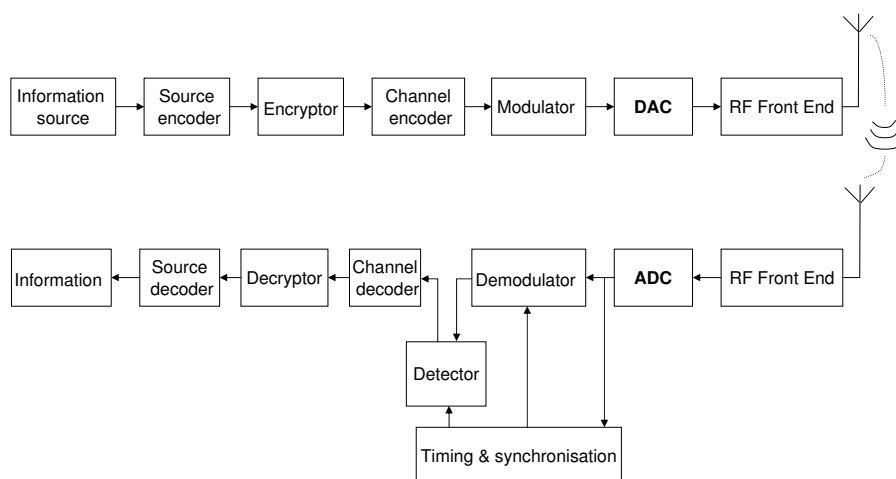 Information
source
Source
encoder
Encryptor
Channel
encoder
Modulator
DAC
RF Front End
Information
Source
decoder
Decryptor
Channel
decoder
Demodulator
ADC
RF Front End
Detector
Timing & synchronisation